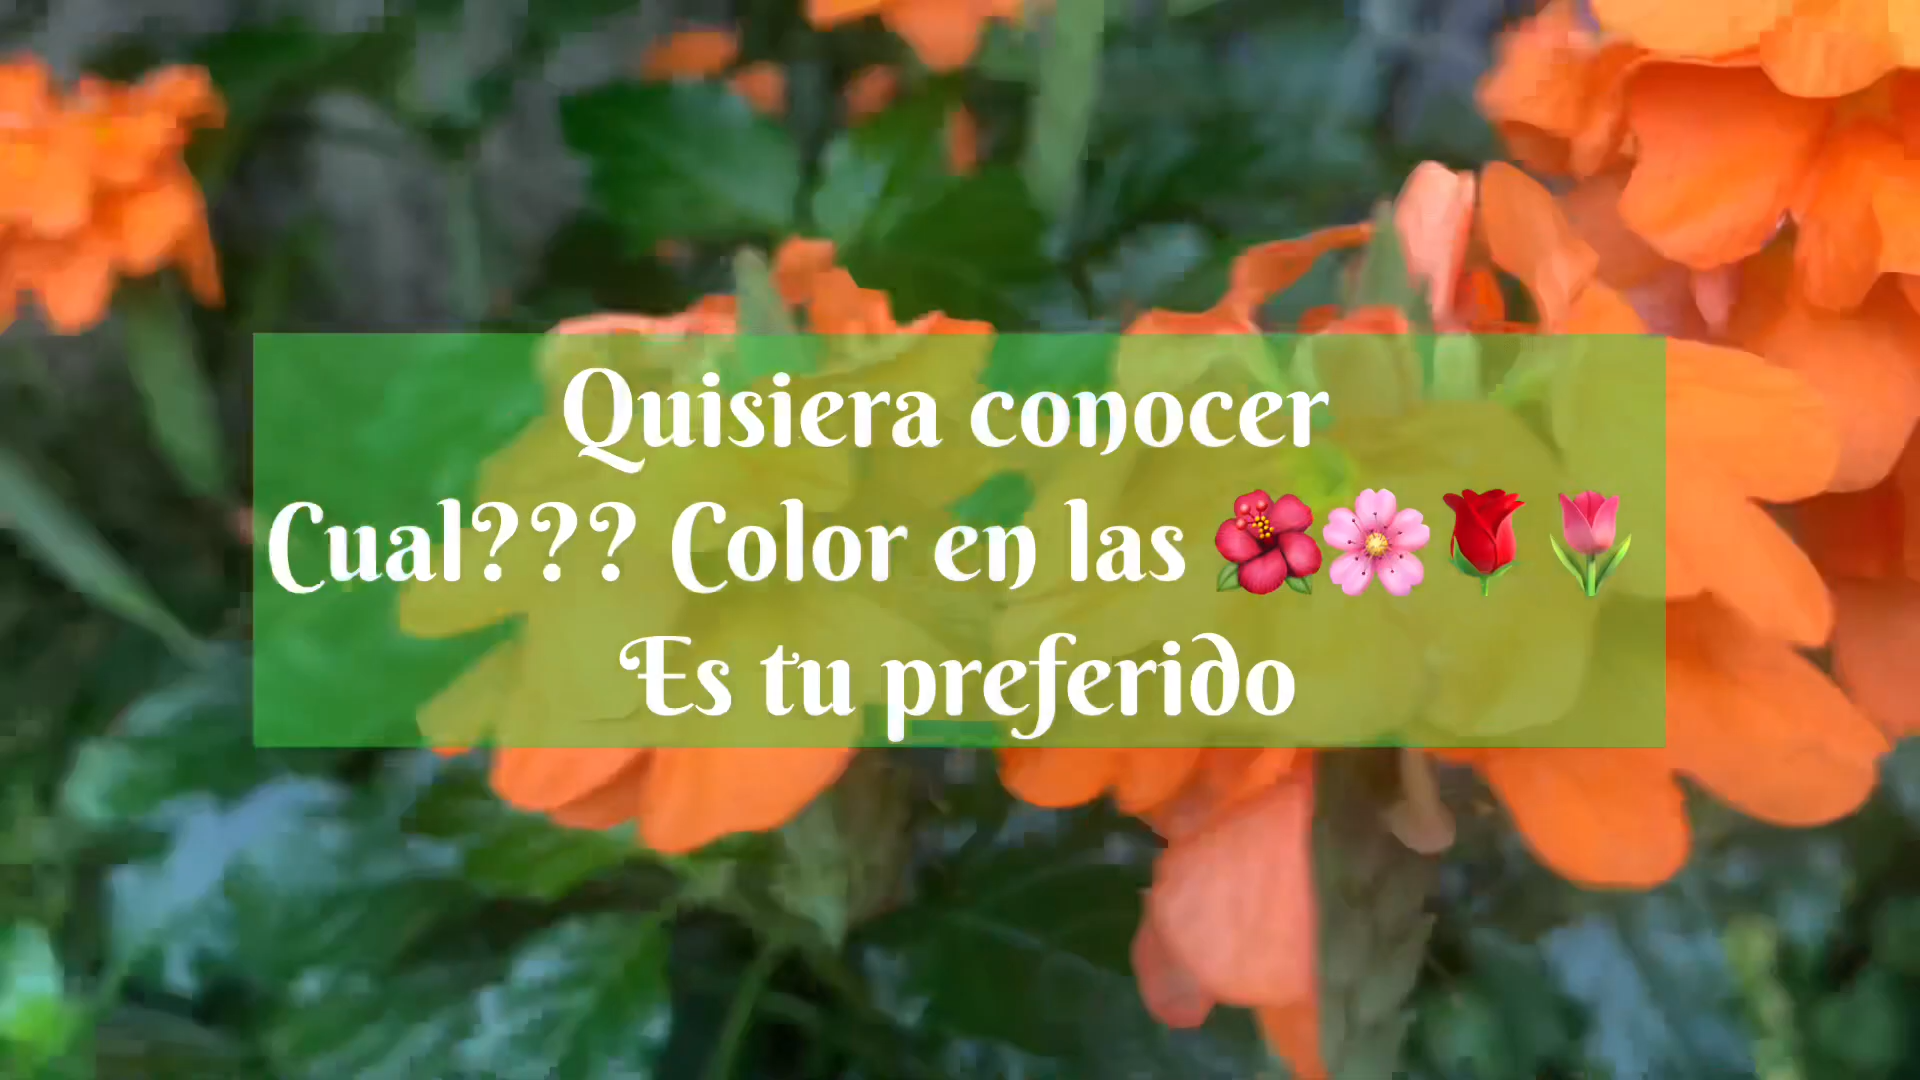 Quisiera conocer
Cual??? Color en las 🌺🌸🌹🌷
Es tu preferido